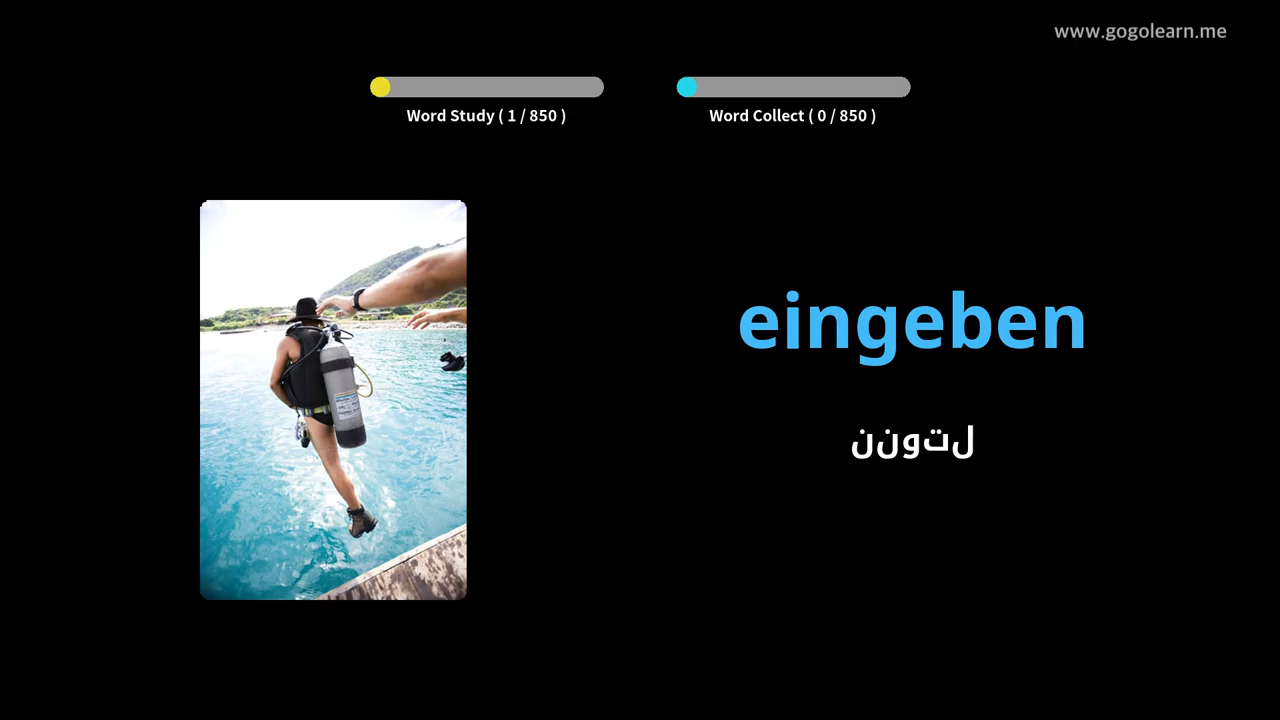 www.gogolearn.me
Word Study ( 1 / 850 )
Word Collect ( 0 / 850 )
eingeben
لتونن